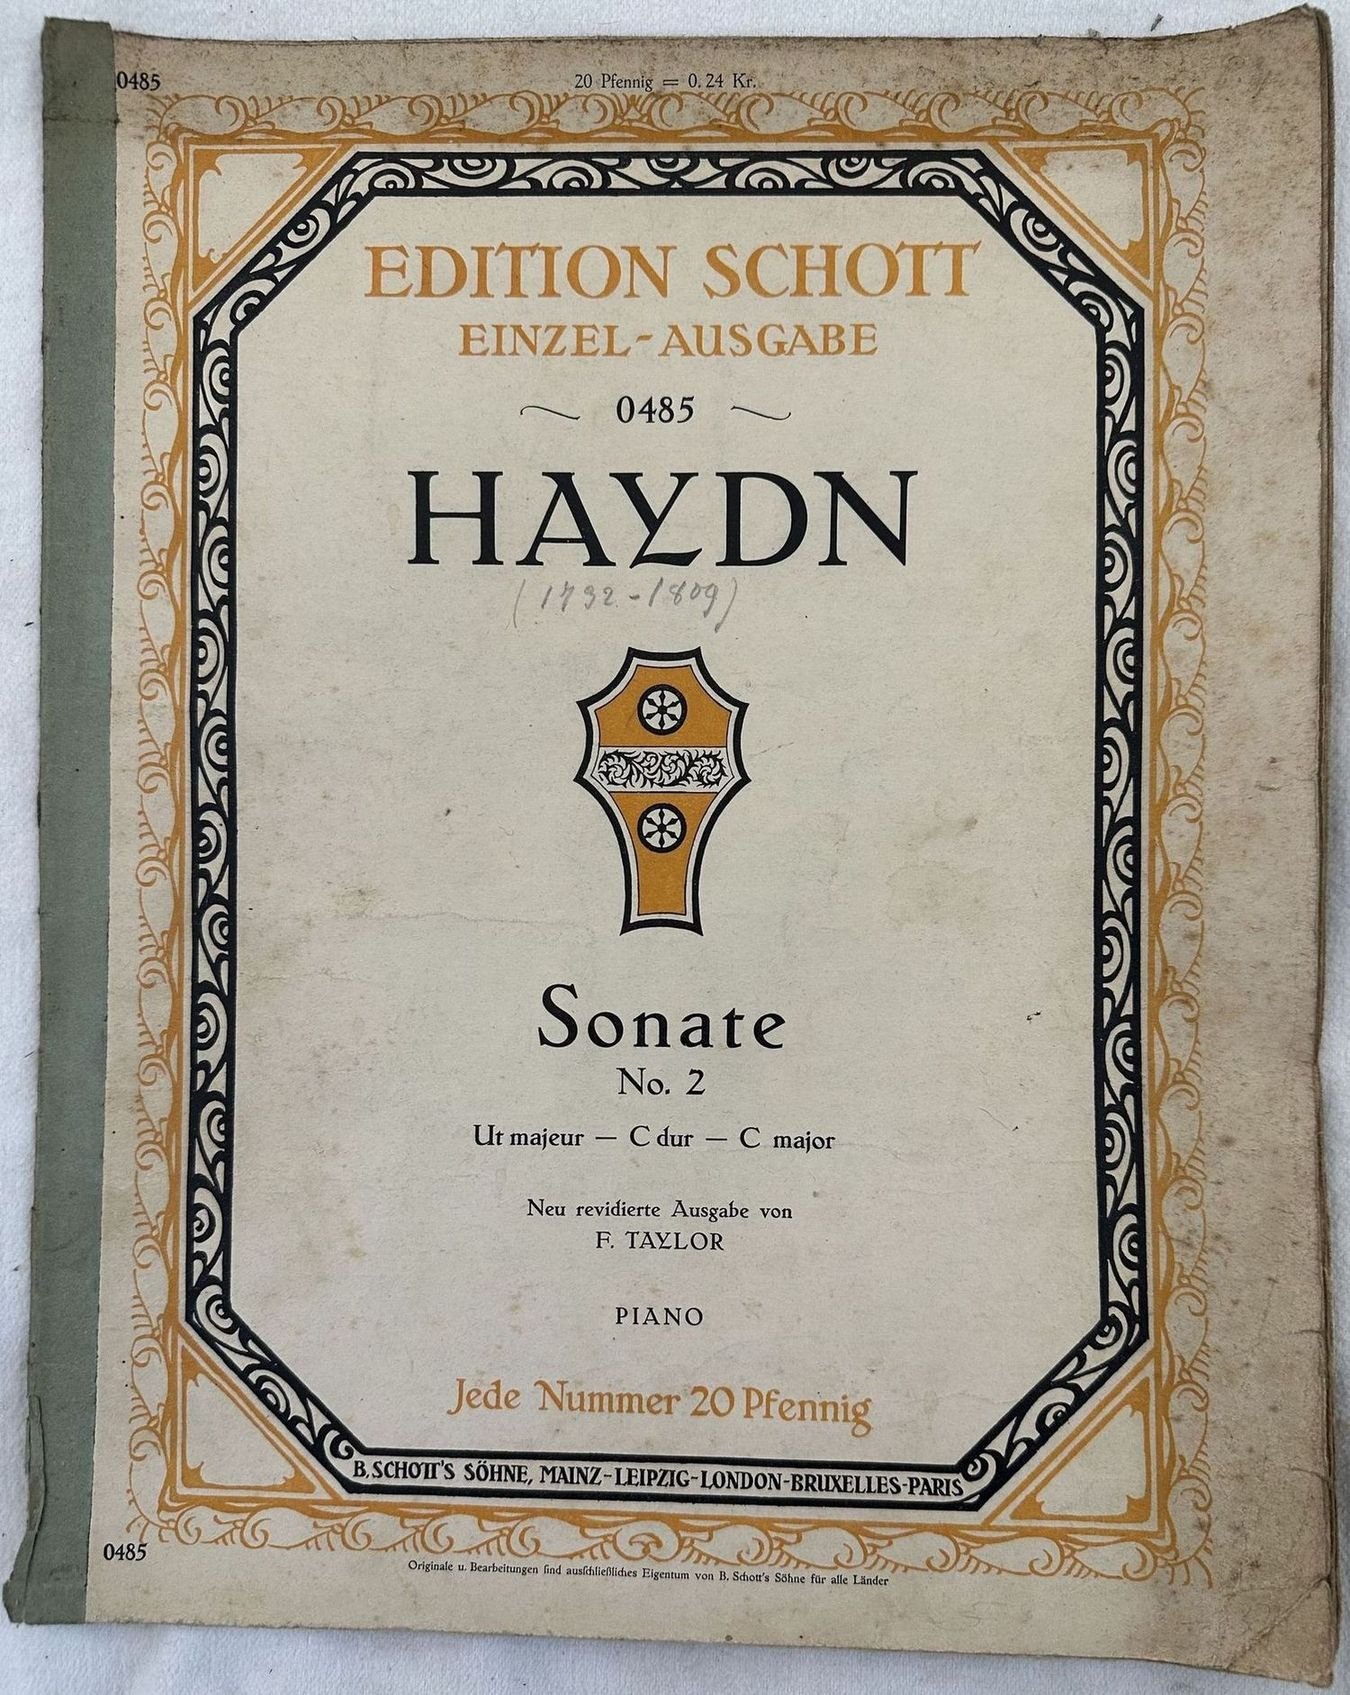 0485
20 Pfennig = 0.24 Kr.
EDITION SCHOTT
EINZEL-AUSGABE
~ 0485 ~
HAYDN
(1732-1809)
Sonate
No. 2
Ut majeur — C dur — C major
Neu revidierte Ausgabe von
F. TAYLOR
PIANO
Jede Nummer 20 Pfennig
B. SCHOTT'S SÖHNE, MAINZ-LEIPZIG-LONDON-BRUXELLES-PARIS
0485
Originale u. Bearbeitungen ſind ausſchließliches Eigentum von B. Schott's Söhne für alle Länder